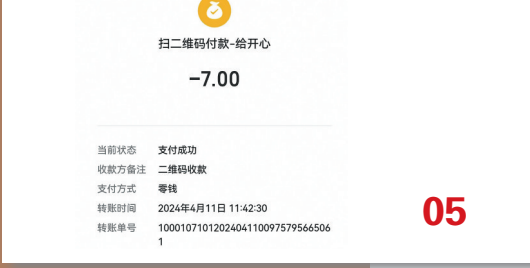 扫二维码付款-给开心
-7.00
当前状态 支付成功
收款方备注 二维码收款
支付方式 零钱
转账时间 2024年4月11日 11:42:30
转账单号 10001071012024041100975795665061
05